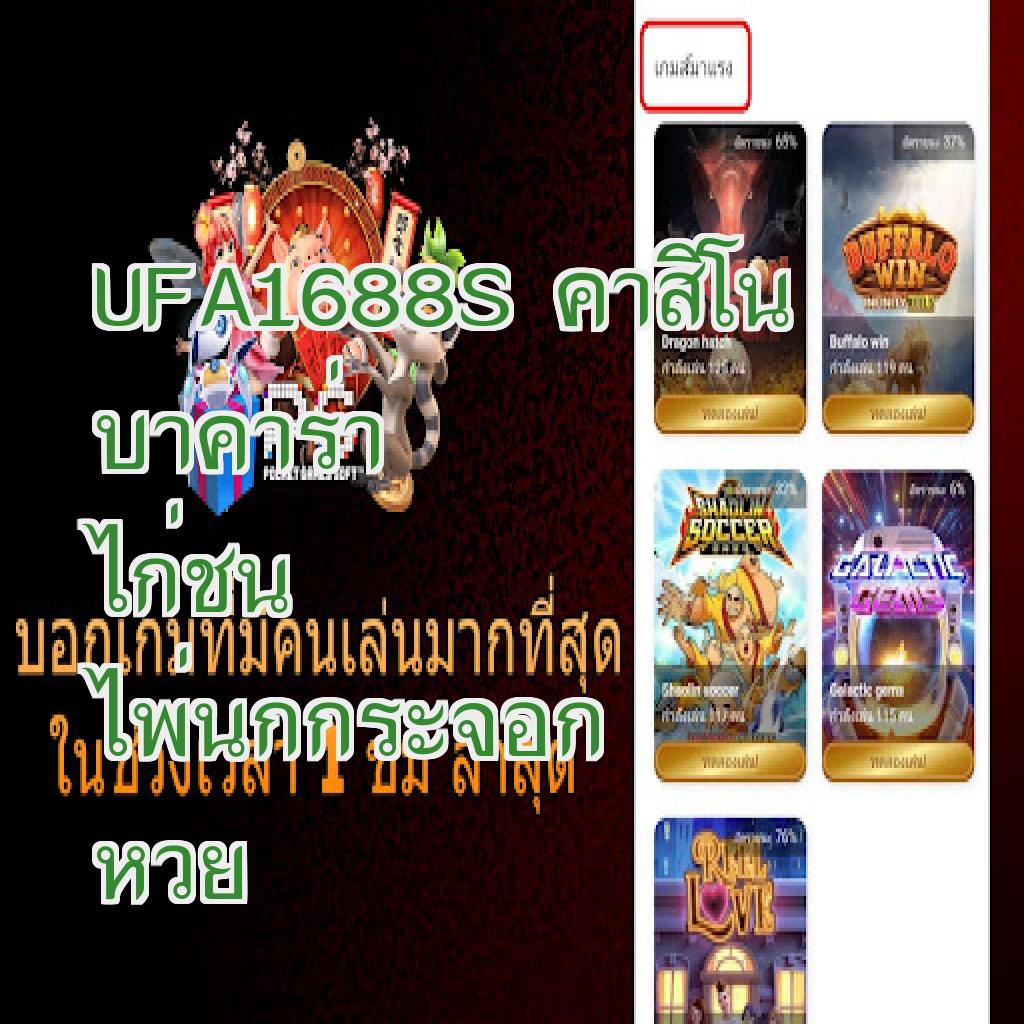 เกมส์มาแรง
อัตราชนะ 68%
อัตราชนะ 37%
UFA1688S คาสิโน
BUFFALO
WIN
Dragon hatch
กำลังเล่น 125 คน
Buffalo win
กำลังเล่น 119 คน
ทดลองเล่น!
ทดลองเล่น!
บาคาร่า
POCKET GAMES SOFT
37%
อัตราชนะ 6%
SHAOLIN
SOCCER
GALACTIC
GEMS
ไก่ชน
บอกเกมที่มีคนเล่นมากที่สุด
Shaolin soccer
กำลังเล่น 117 คน
Galactic gems
กำลังเล่น 115 คน
ไพ่นกกระจอก
ในช่วงเวลา 1 ชม ล่าสุด
ทดลองเล่น!
ทดลองเล่น!
อัตราชนะ 76%
REEL
LOVE
หวย